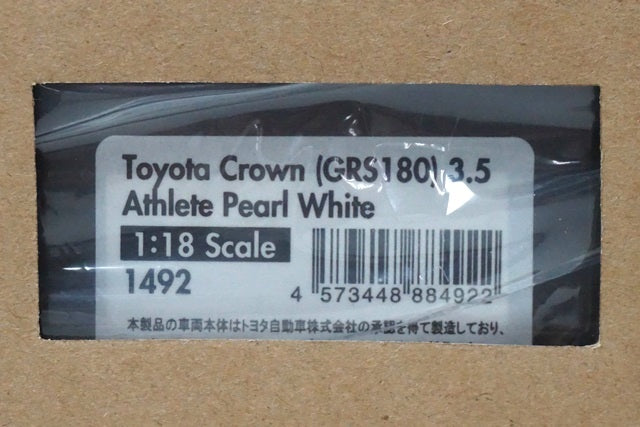 Toyota Crown (GRS180) 3.5
Athlete Pearl White
1:18 Scale
1492
4 573448 884922
本製品の車両本体はトヨタ自動車株式会社の承認を得て製造しており、